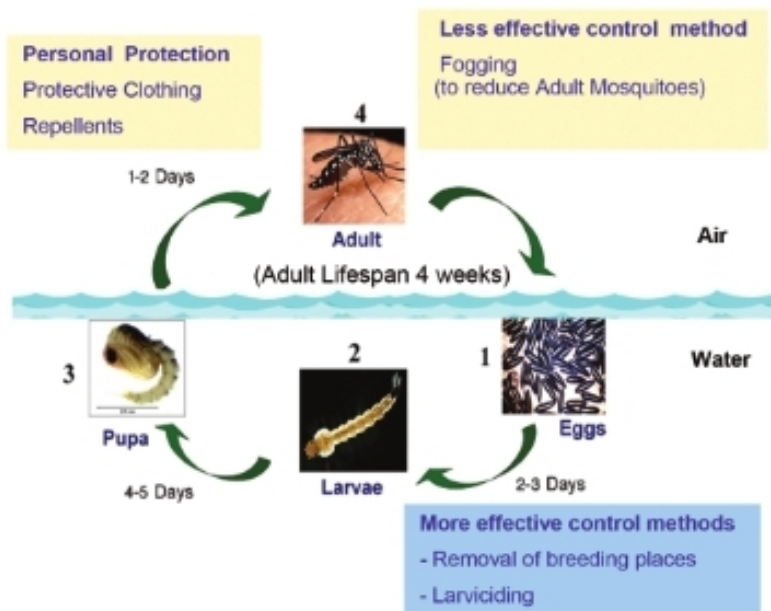 Personal Protection
Protective Clothing
Repellents
Less effective control method
Fogging
(to reduce Adult Mosquitoes)
4
1-2 Days
Adult
Air
(Adult Lifespan 4 weeks)
3
2
1
Water
Pupa
Larvae
Eggs
4-5 Days
2-3 Days
More effective control methods
- Removal of breeding places
- Larviciding